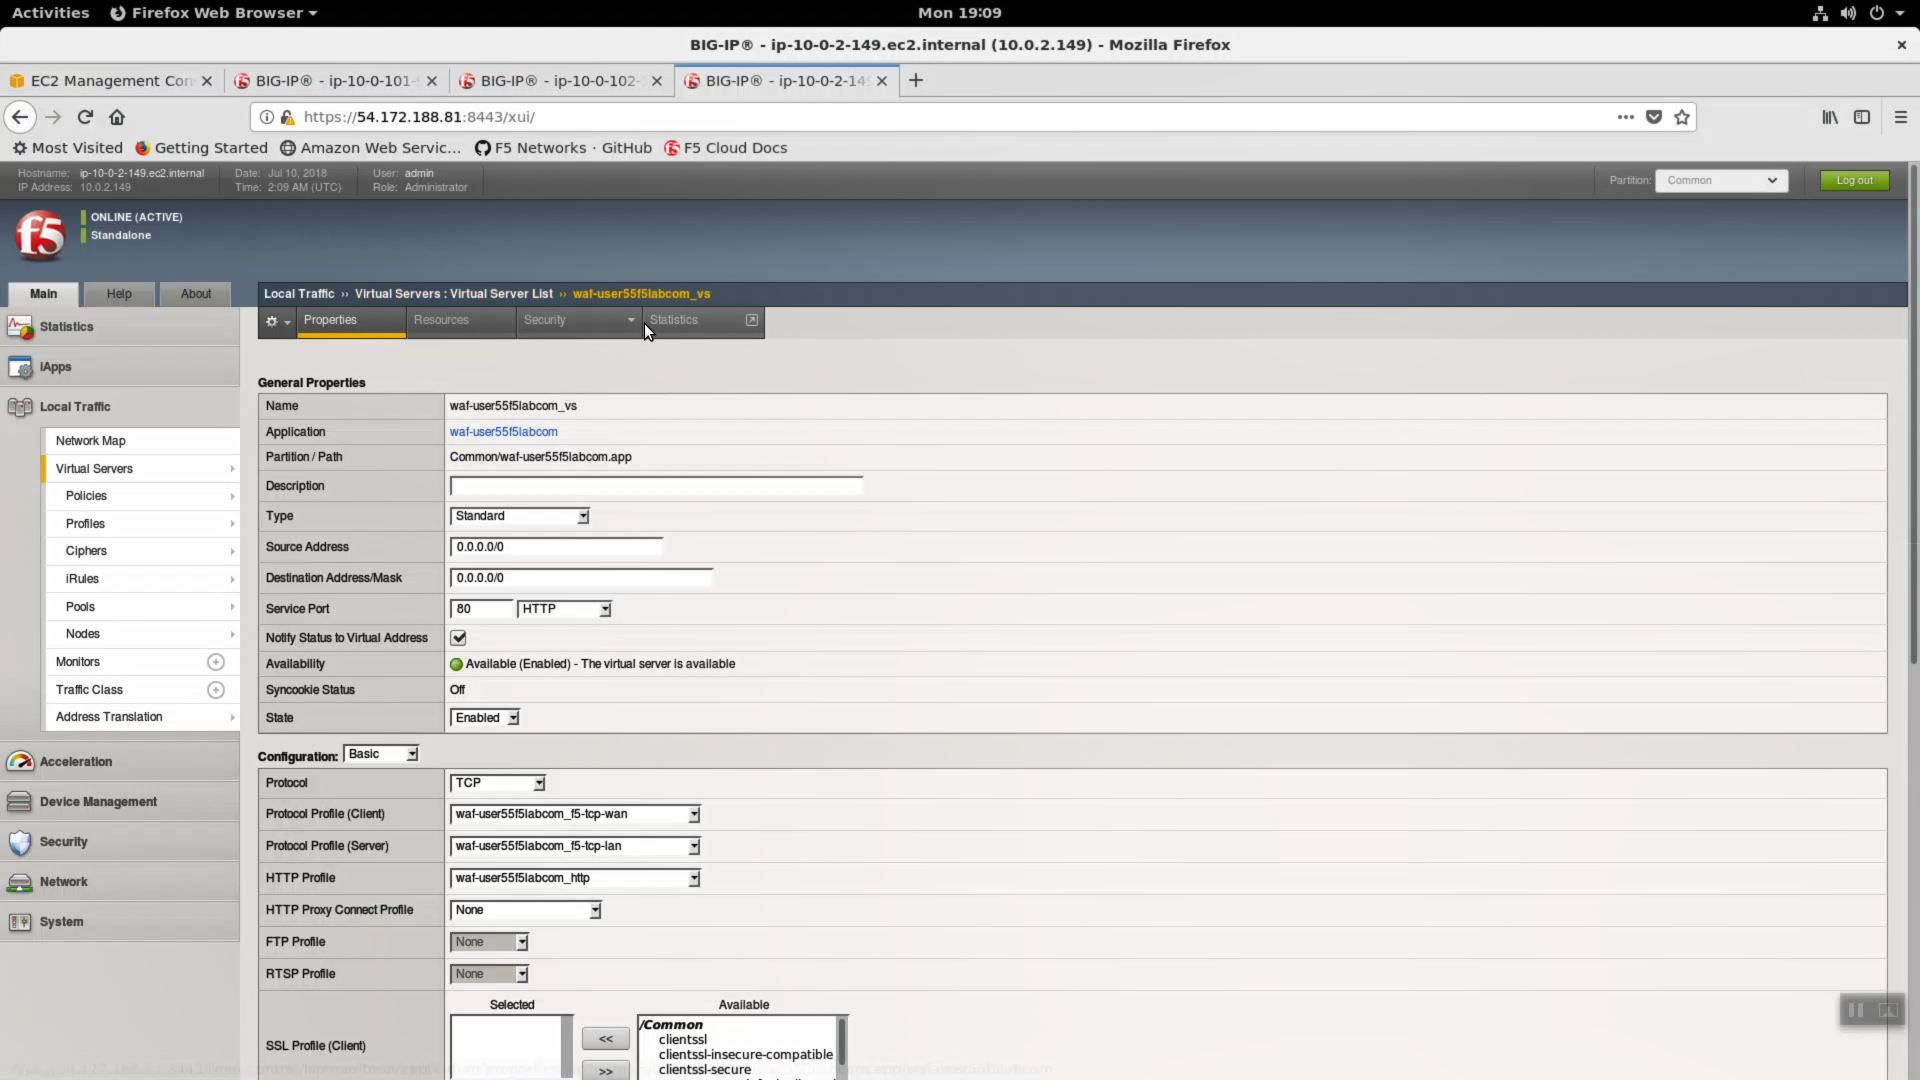 Activities Firefox Web Browser Mon 19:09
BIG-IP® - ip-10-0-2-149.ec2.internal (10.0.2.149) - Mozilla Firefox
EC2 Management Con BIG-IP® - ip-10-0-101- BIG-IP® - ip-10-0-102- BIG-IP® - ip-10-0-2-149
https://54.172.188.81:8443/xui/
Most Visited Getting Started Amazon Web Servic... F5 Networks · GitHub F5 Cloud Docs
Hostname: ip-10-0-2-149.ec2.internal Date: Jul 10, 2018 User: admin
IP Address: 10.0.2.149 Time: 2:09 AM (UTC) Role: Administrator
Partition: Common Log out
f5
ONLINE (ACTIVE)
Standalone
Main Help About
Local Traffic ›› Virtual Servers : Virtual Server List ›› waf-user55f5labcom_vs
Properties Resources Security Statistics
Statistics
iApps
Local Traffic
Network Map
Virtual Servers
Policies
Profiles
Ciphers
iRules
Pools
Nodes
Monitors
Traffic Class
Address Translation
Acceleration
Device Management
Security
Network
System
General Properties
Name waf-user55f5labcom_vs
Application waf-user55f5labcom
Partition / Path Common/waf-user55f5labcom.app
Description
Type Standard
Source Address 0.0.0.0/0
Destination Address/Mask 0.0.0.0/0
Service Port 80 HTTP
Notify Status to Virtual Address
Availability Available (Enabled) - The virtual server is available
Syncookie Status Off
State Enabled
Configuration: Basic
Protocol TCP
Protocol Profile (Client) waf-user55f5labcom_f5-tcp-wan
Protocol Profile (Server) waf-user55f5labcom_f5-tcp-lan
HTTP Profile waf-user55f5labcom_http
HTTP Proxy Connect Profile None
FTP Profile None
RTSP Profile None
Selected Available
SSL Profile (Client) << >>
/Common
clientssl
clientssl-insecure-compatible
clientssl-secure